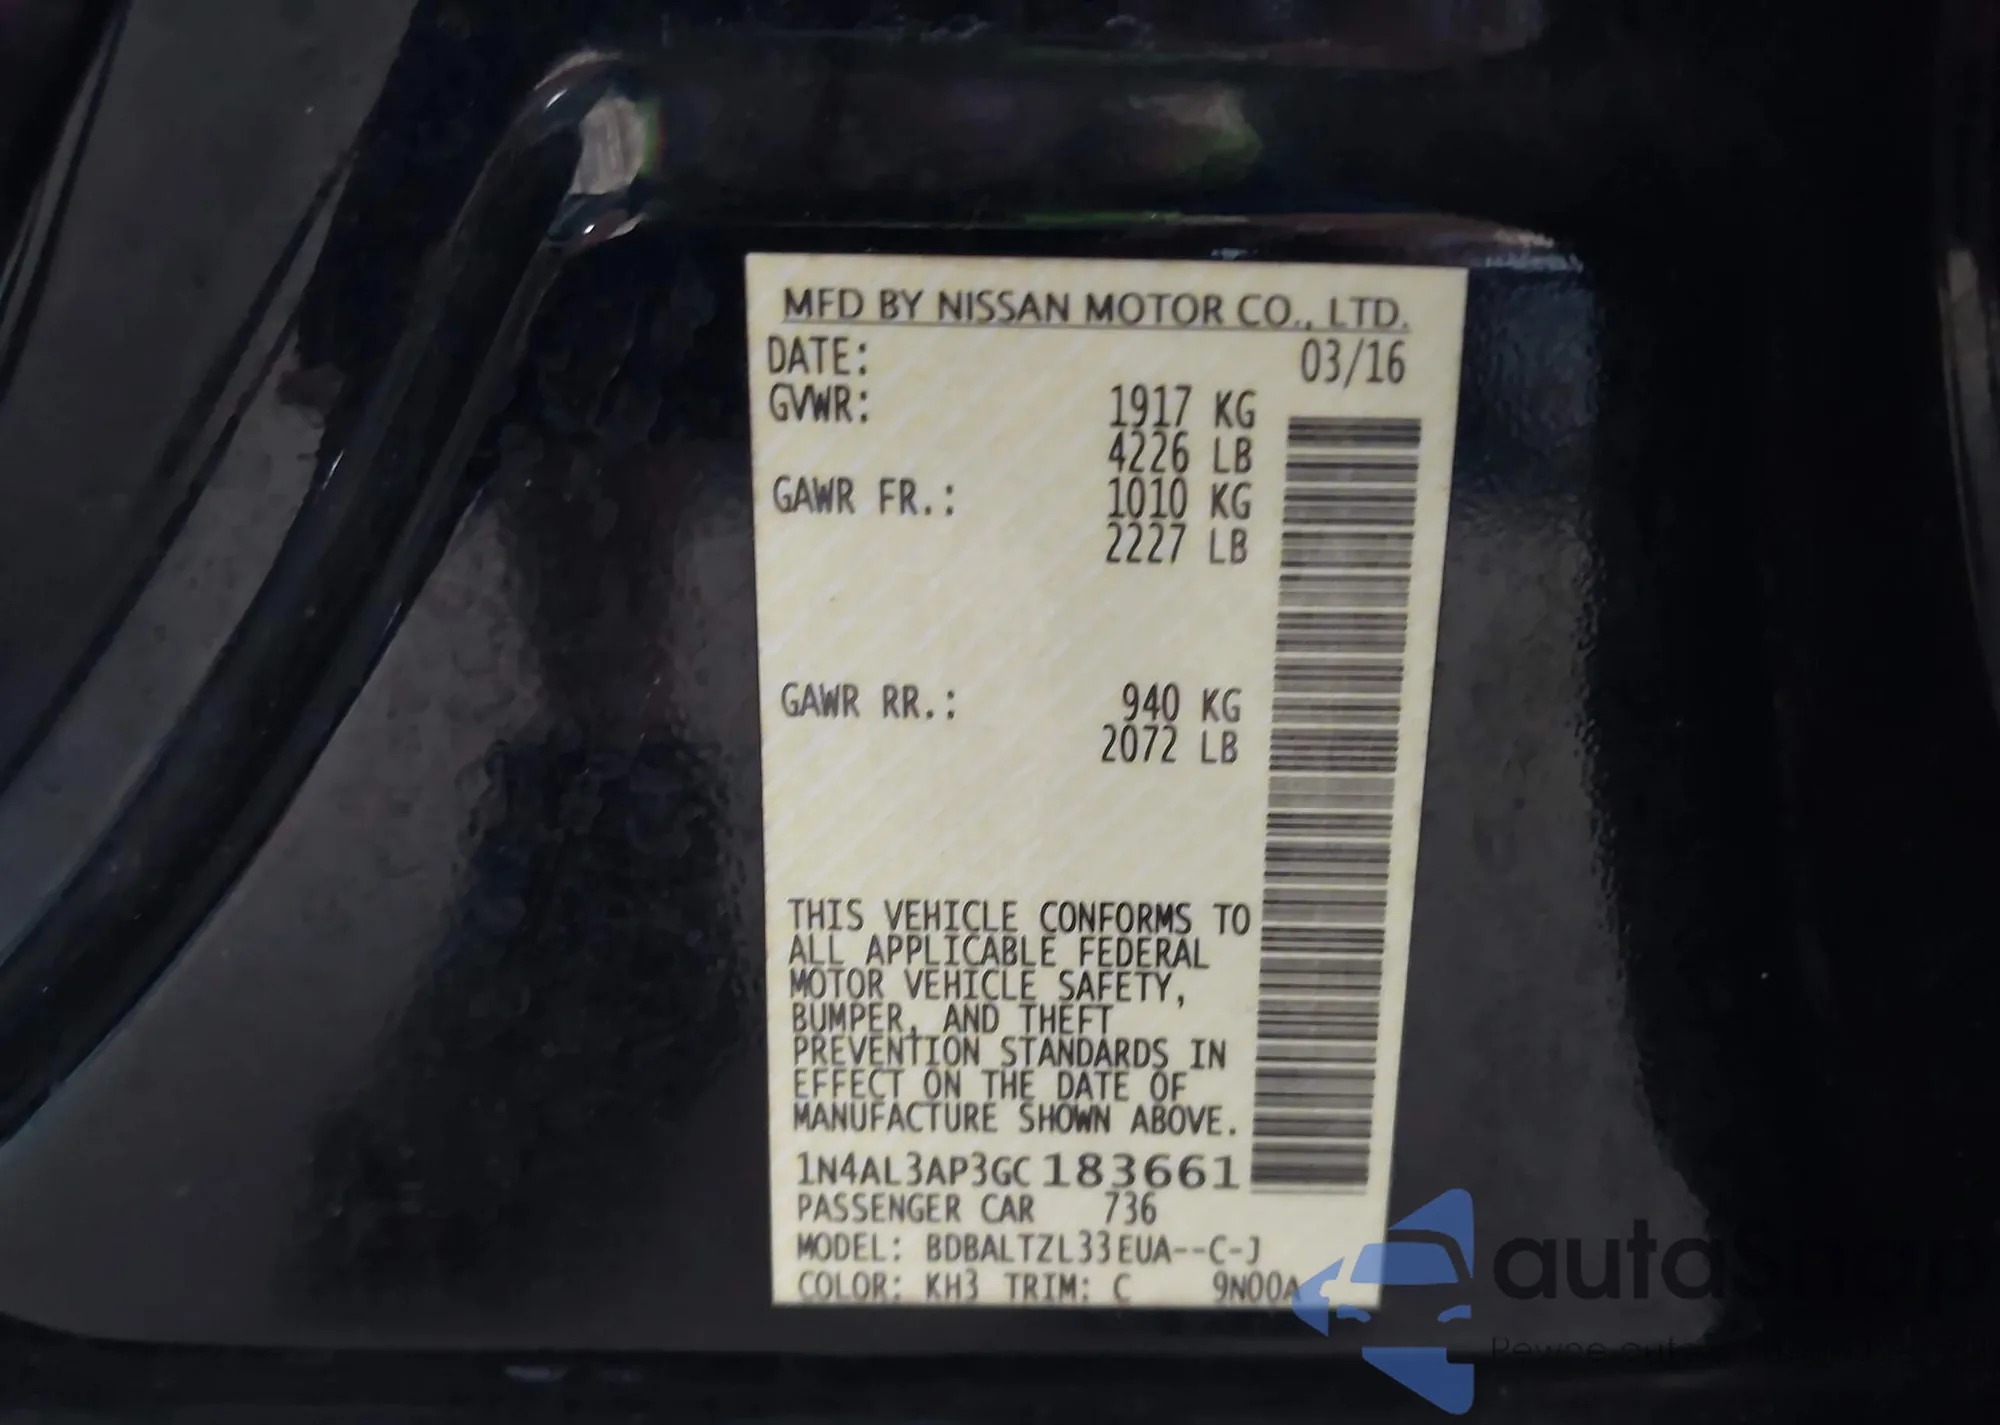 MFD BY NISSAN MOTOR CO., LTD.
DATE: 03/16
GVWR: 1917 KG
4226 LB
GAWR FR.: 1010 KG
2227 LB
GAWR RR.: 940 KG
2072 LB
THIS VEHICLE CONFORMS TO
ALL APPLICABLE FEDERAL
MOTOR VEHICLE SAFETY,
BUMPER, AND THEFT
PREVENTION STANDARDS IN
EFFECT ON THE DATE OF
MANUFACTURE SHOWN ABOVE.
1N4AL3AP3GC183661
PASSENGER CAR 736
MODEL: BDBALTZL33EUA--C-J
COLOR: KH3 TRIM: C 9N00A
autashop
Pewne